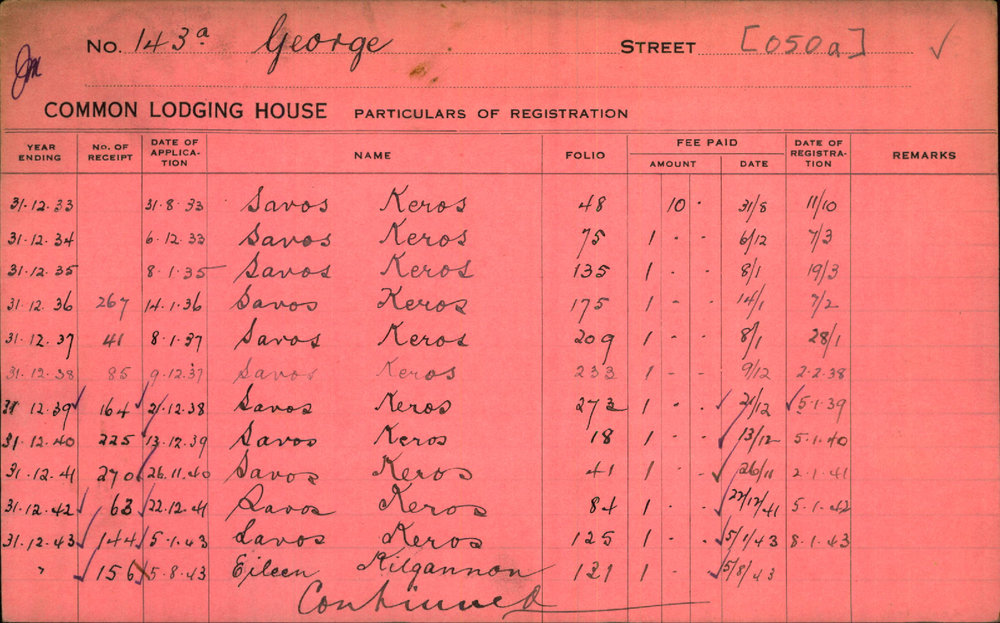 No. 143a George STREET [050a] ✓
COMMON LODGING HOUSE PARTICULARS OF REGISTRATION
YEAR ENDING No. OF RECEIPT DATE OF APPLICA-TION NAME FOLIO FEE PAID AMOUNT DATE DATE OF REGISTRA-TION REMARKS
31.12.33 31.8.33 Savos Keros 48 10 - 31/8 11/10
31.12.34 6.12.33 Savos Keros 75 1 - - 6/12 7/3
31.12.35 8.1.35 Savos Keros 135 1 - - 8/1 19/3
31.12.36 267 14.1.36 Savos Keros 175 1 - - 14/1 7/2
31.12.37 41 8.1.37 Savos Keros 209 1 - - 8/1 28/1
31.12.38 85 9.12.37 Savos Keros 233 1 - - 9/12 2.2.38
31 12.39 ✓ 164 ✓ 21.12.38 Savos Keros 273 1 - - ✓ 21/12 ✓ 5.1.39
31.12.40 225 ✓ 13.12.39 Savos Keros 18 1 - - ✓ 13/12 5.1.40
31.12.41 270 ✓ 26.11.40 Savos Keros 41 1 - - ✓ 26/11 2.1.41
31.12.42 ✓ 63 ✓ 22.12.41 Savos Keros 84 1 - - ✓ 22/12/41 5.1.42
31.12.43 ✓ 144 ✓ 5.1.43 Savos Keros 125 1 - - ✓ 5/1/43 8.1.43
" ✓ 156 5.8.43 Eileen Kilgannon 121 1 - - ✓ 5/8/43
Continued